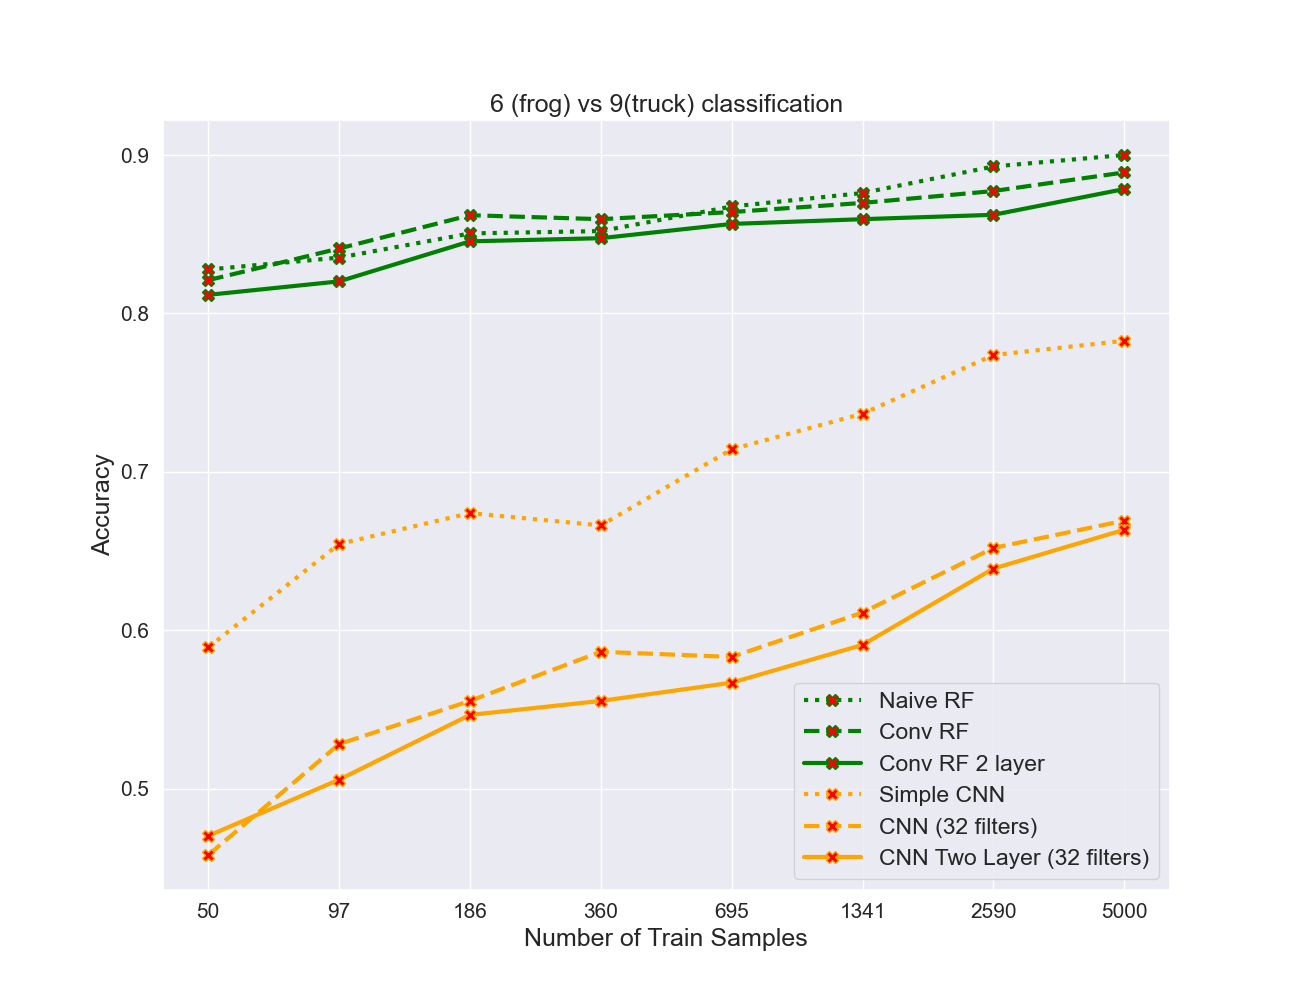 6 (frog) vs 9(truck) classification
0.9
0.8
0.7
0.6
0.5
Accuracy
50 97 186 360 695 1341 2590 5000
Number of Train Samples
Naive RF
Conv RF
Conv RF 2 layer
Simple CNN
CNN (32 filters)
CNN Two Layer (32 filters)